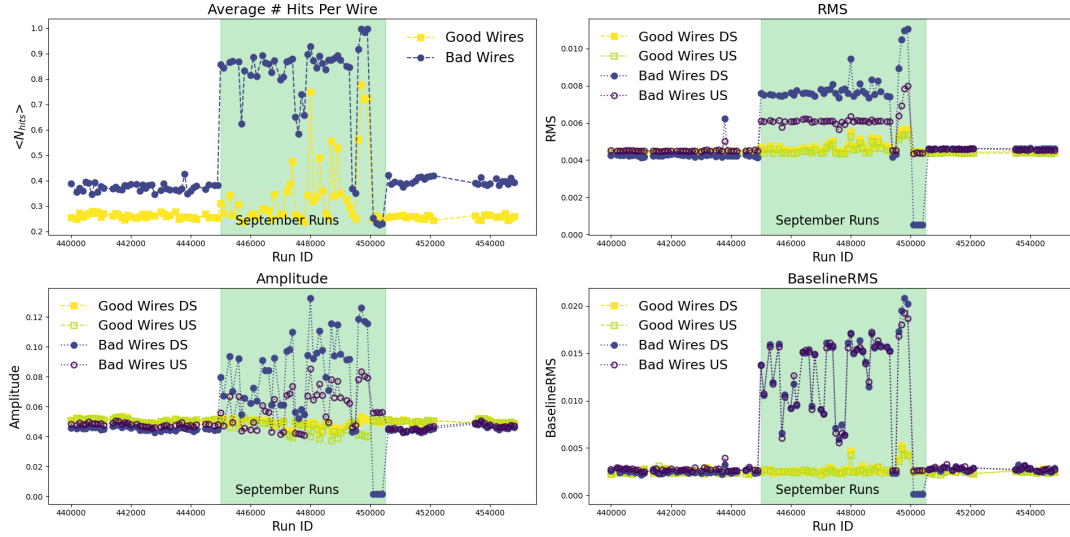 Average # Hits Per Wire
1.0
0.9
0.8
0.7
0.6
0.5
0.4
0.3
0.2
<N_hits>
Good Wires
Bad Wires
September Runs
440000 442000 444000 446000 448000 450000 452000 454000
Run ID
RMS
0.010
0.008
0.006
0.004
0.002
0.000
RMS
Good Wires DS
Good Wires US
Bad Wires DS
Bad Wires US
September Runs
440000 442000 444000 446000 448000 450000 452000 454000
Run ID
Amplitude
0.12
0.10
0.08
0.06
0.04
0.02
0.00
Amplitude
Good Wires DS
Good Wires US
Bad Wires DS
Bad Wires US
September Runs
440000 442000 444000 446000 448000 450000 452000 454000
Run ID
BaselineRMS
0.020
0.015
0.010
0.005
0.000
BaselineRMS
Good Wires DS
Good Wires US
Bad Wires DS
Bad Wires US
September Runs
440000 442000 444000 446000 448000 450000 452000 454000
Run ID